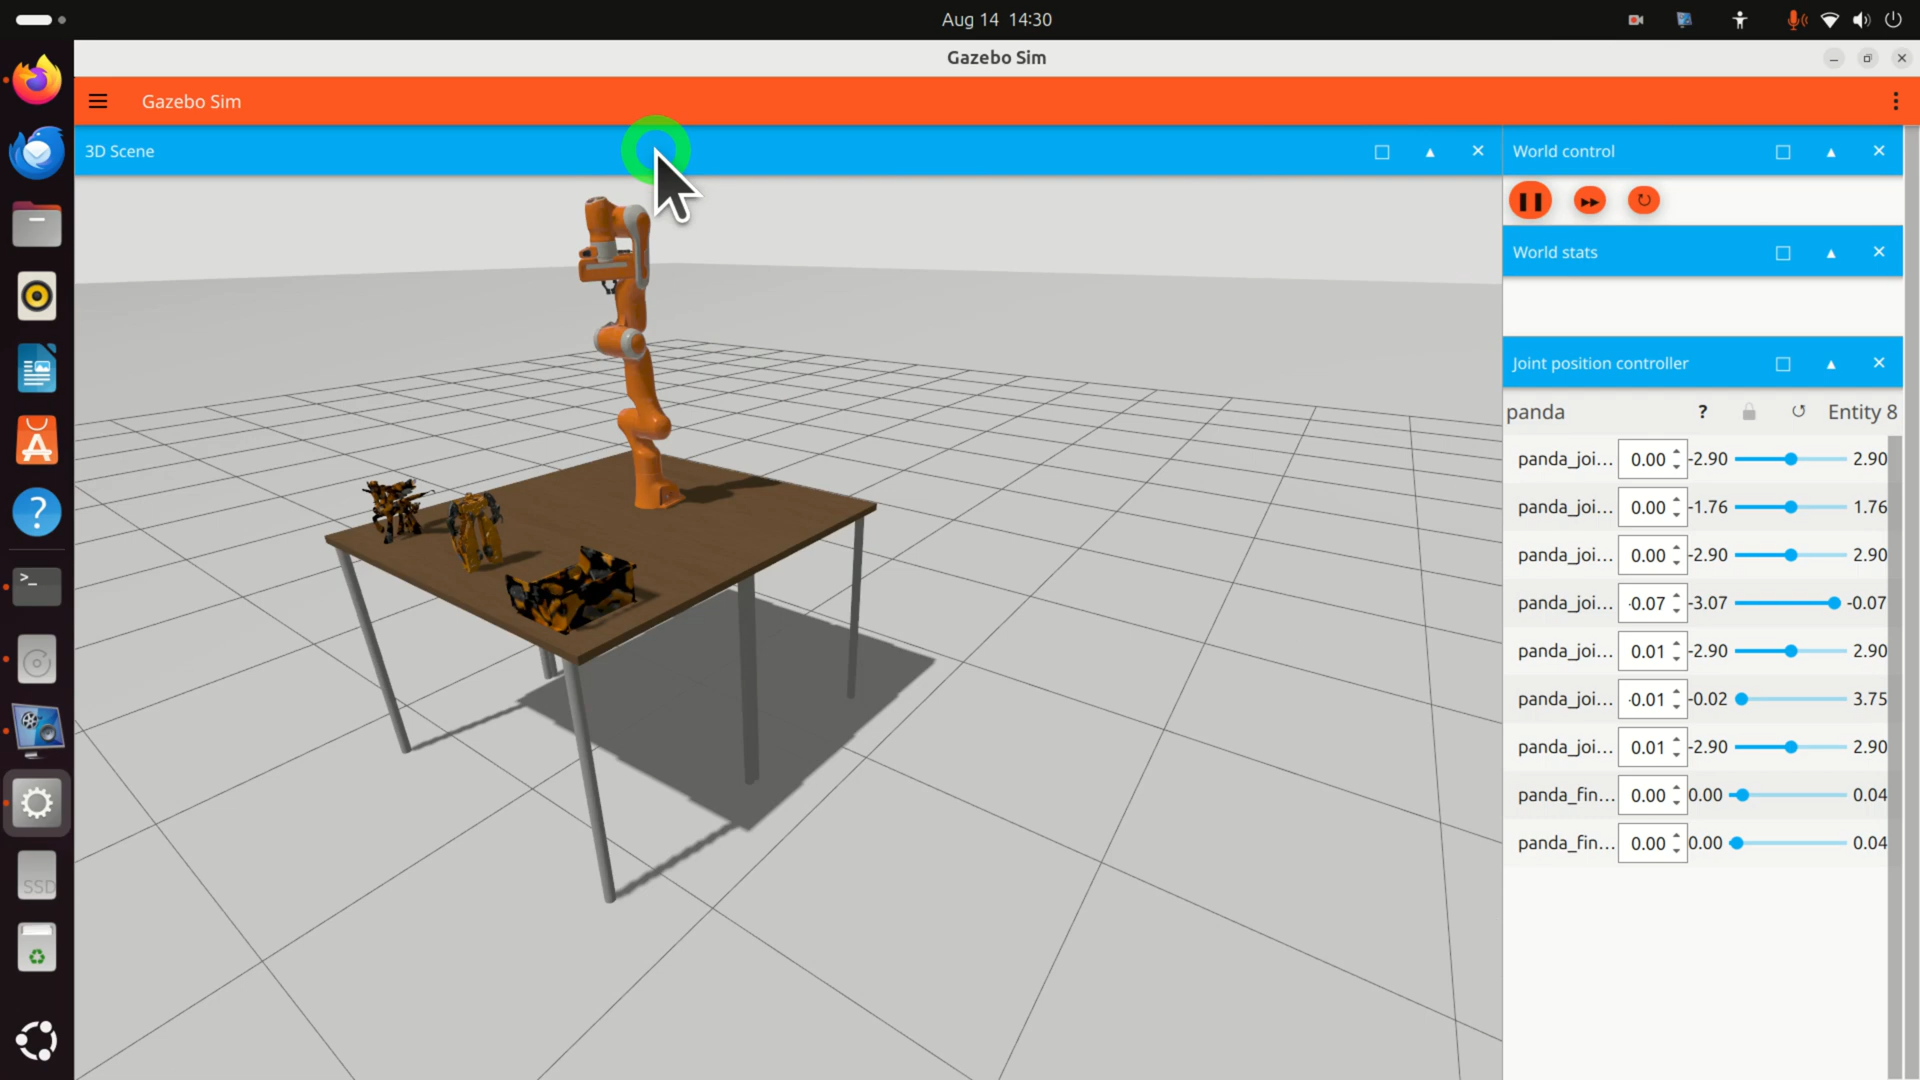 Aug 14 14:30
Gazebo Sim
Gazebo Sim
3D Scene
World control
World stats
Joint position controller
panda ? Entity 8
panda_joi... 0.00 -2.90 2.90
panda_joi... 0.00 -1.76 1.76
panda_joi... 0.00 -2.90 2.90
panda_joi... -0.07 -3.07 -0.07
panda_joi... 0.01 -2.90 2.90
panda_joi... -0.01 -0.02 3.75
panda_joi... 0.01 -2.90 2.90
panda_fin... 0.00 0.00 0.04
panda_fin... 0.00 0.00 0.04
SSD